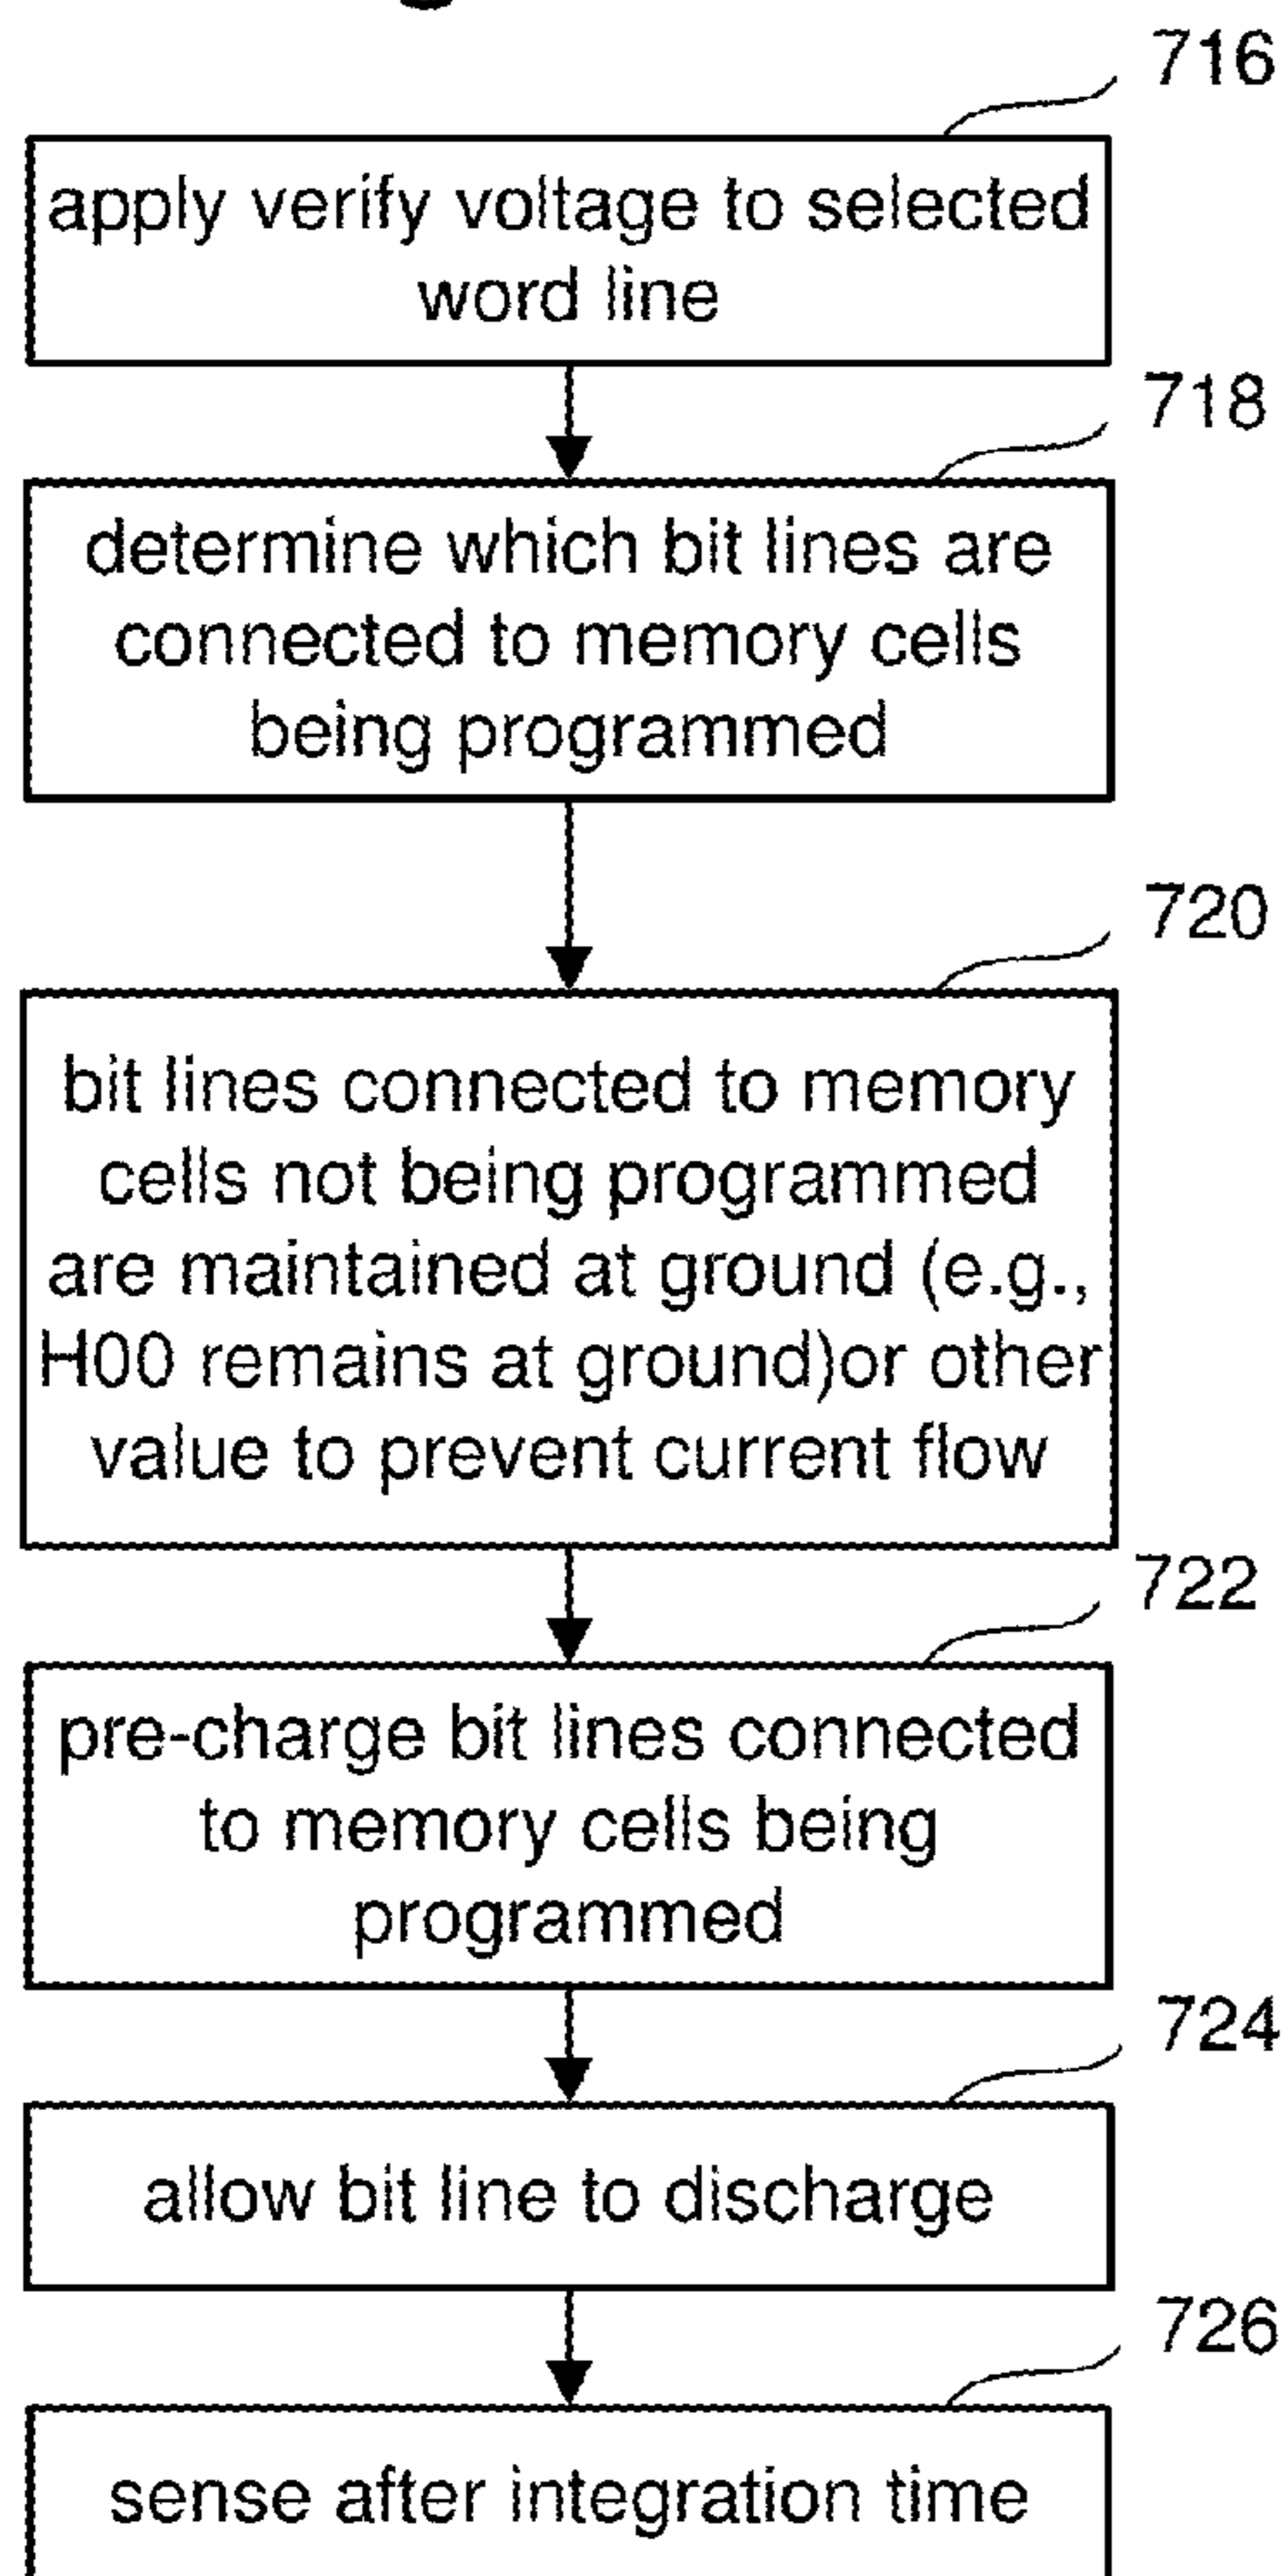 716
apply verify voltage to selected
word line
718
determine which bit lines are
connected to memory cells
being programmed
720
bit lines connected to memory
cells not being programmed
are maintained at ground (e.g.,
H00 remains at ground)or other
value to prevent current flow
722
pre-charge bit lines connected
to memory cells being
programmed
724
allow bit line to discharge
726
sense after integration time